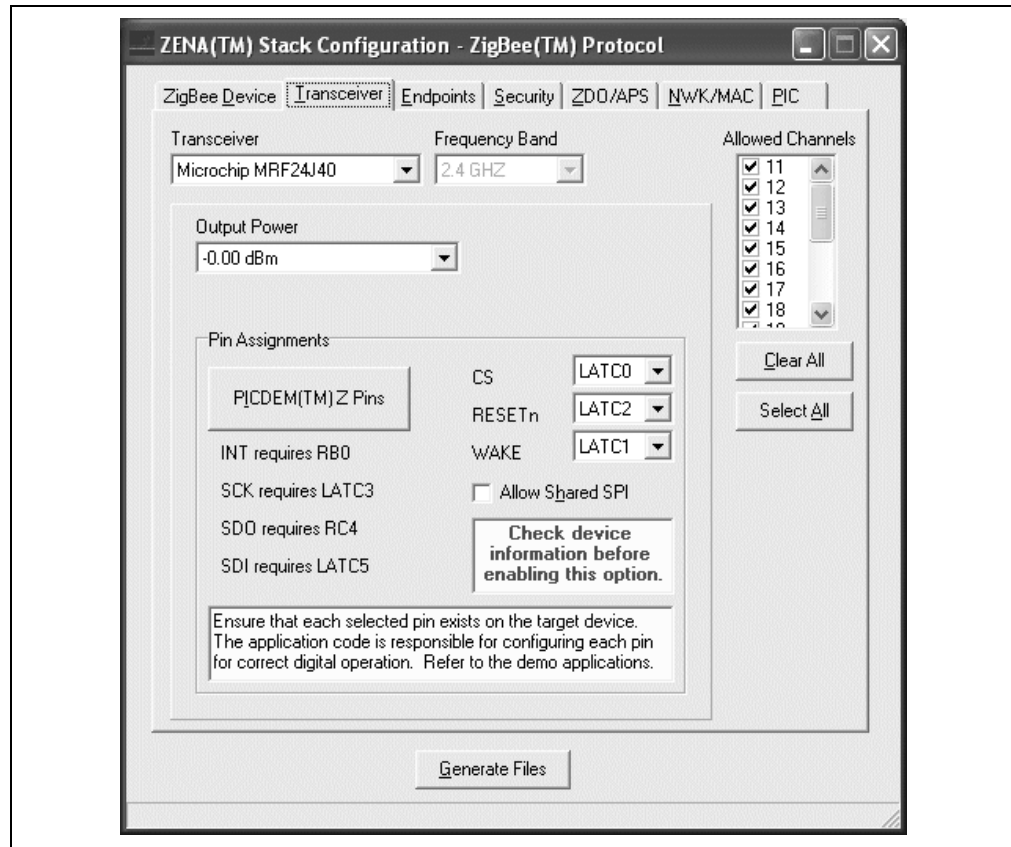 ZENA(TM) Stack Configuration - ZigBee(TM) Protocol
ZigBee Device Transceiver Endpoints Security ZDO/APS NWK/MAC PIC
Transceiver
Microchip MRF24J40
Frequency Band
2.4 GHZ
Allowed Channels
11
12
13
14
15
16
17
18
Clear All
Select All
Output Power
-0.00 dBm
Pin Assignments
PICDEM(TM) Z Pins
INT requires RB0
SCK requires LATC3
SDO requires RC4
SDI requires LATC5
CS LATC0
RESETn LATC2
WAKE LATC1
Allow Shared SPI
Check device
information before
enabling this option.
Ensure that each selected pin exists on the target device.
The application code is responsible for configuring each pin
for correct digital operation. Refer to the demo applications.
Generate Files